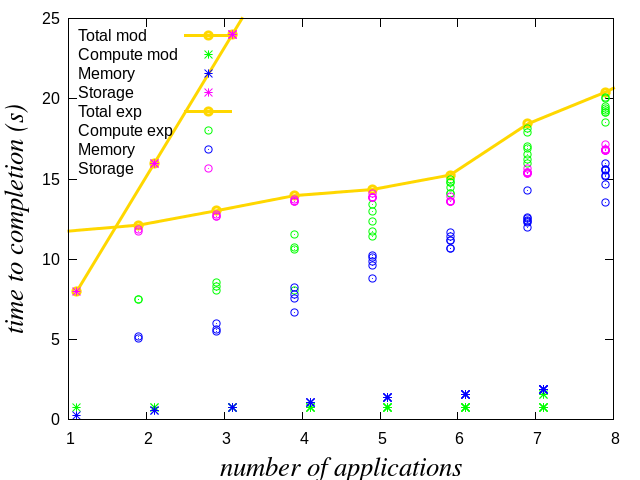 25
20
15
10
5
0
time to completion (s)
Total mod
Compute mod
Memory
Storage
Total exp
Compute exp
Memory
Storage
1 2 3 4 5 6 7 8
number of applications